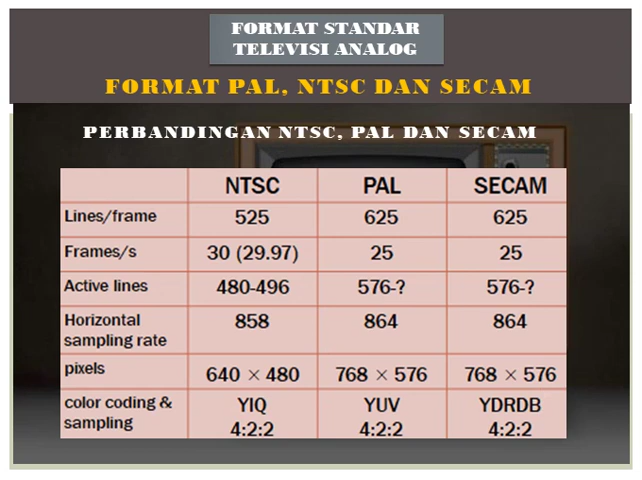 FORMAT STANDAR
TELEVISI ANALOG
FORMAT PAL, NTSC DAN SECAM
PERBANDINGAN NTSC, PAL DAN SECAM
NTSC PAL SECAM
Lines/frame 525 625 625
Frames/s 30 (29.97) 25 25
Active lines 480-496 576-? 576-?
Horizontal
sampling rate 858 864 864
pixels 640 × 480 768 × 576 768 × 576
color coding &
sampling YIQ YUV YDRDB
4:2:2 4:2:2 4:2:2